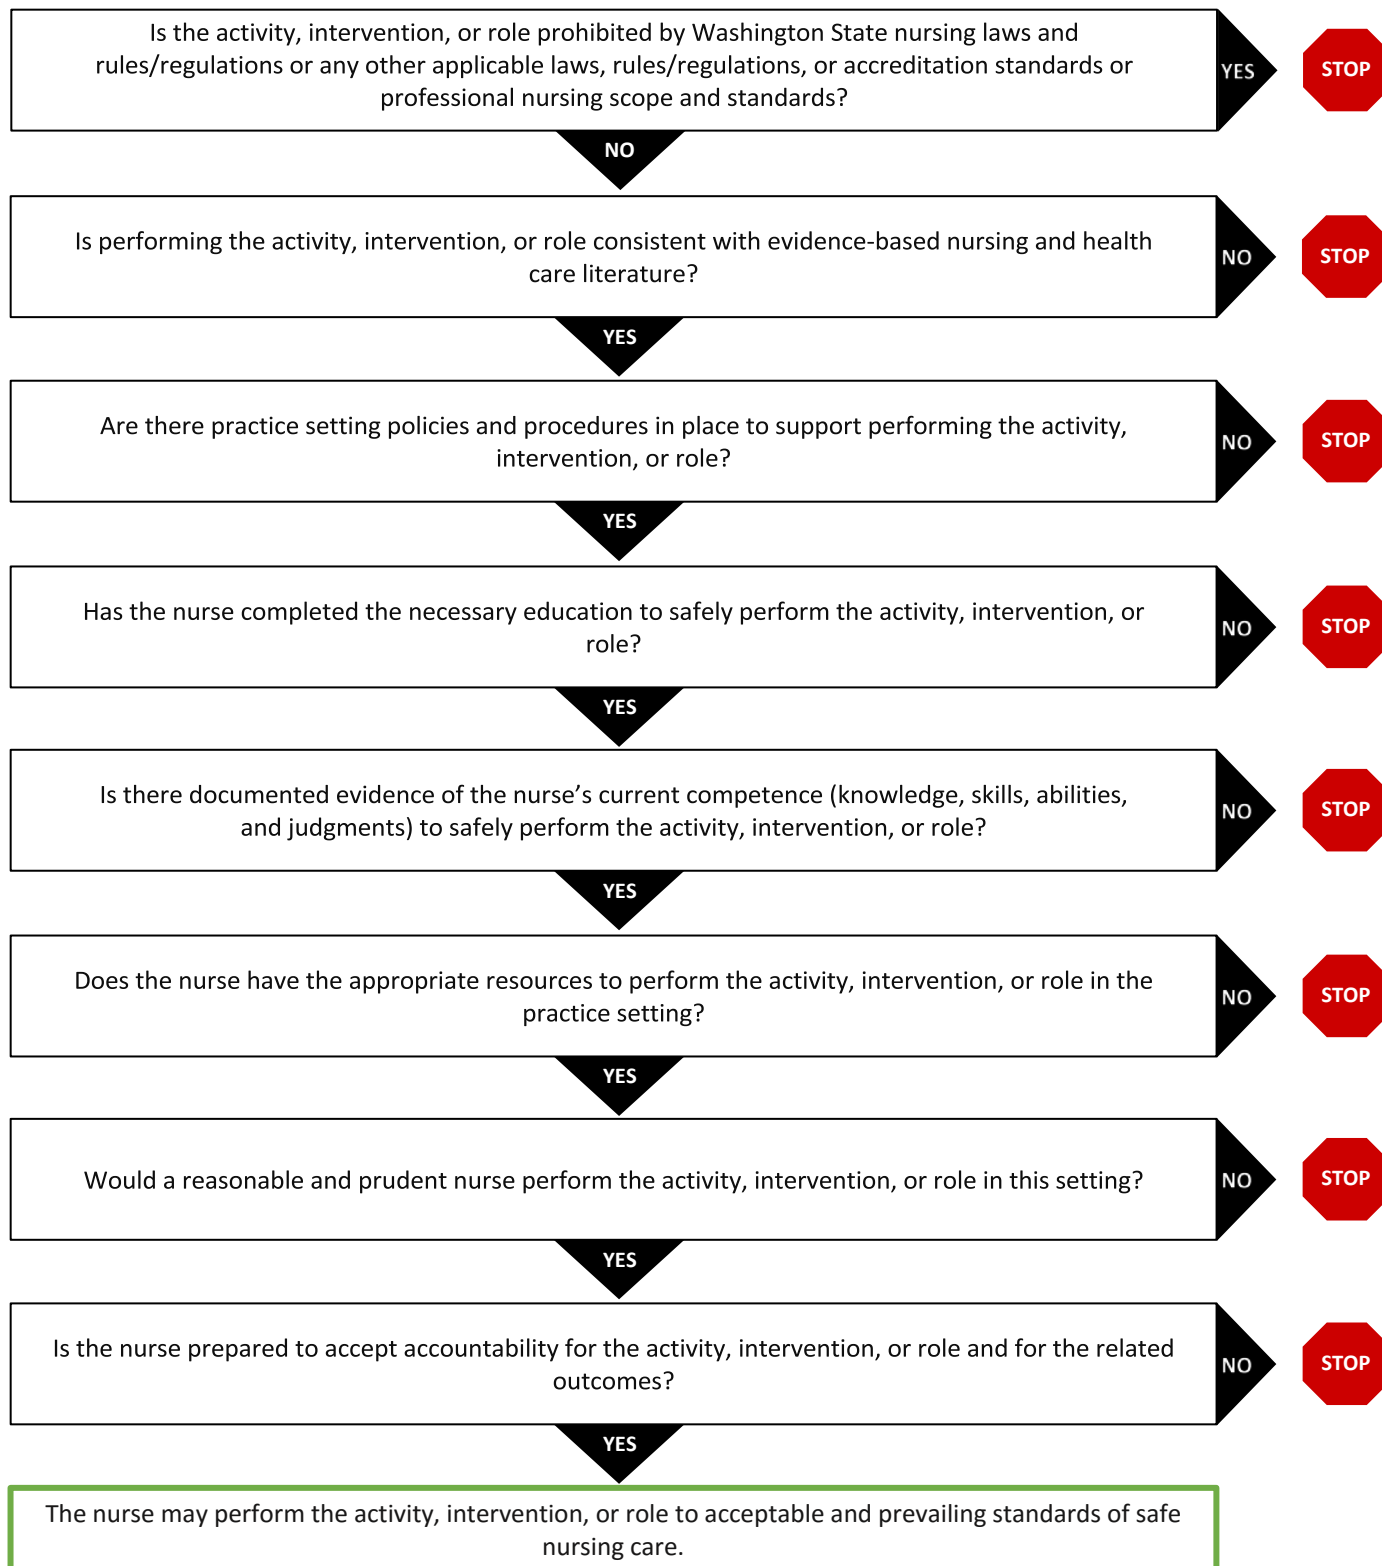 Is the activity, intervention, or role prohibited by Washington State nursing laws and
rules/regulations or any other applicable laws, rules/regulations, or accreditation standards or
professional nursing scope and standards?
YES
STOP
NO
Is performing the activity, intervention, or role consistent with evidence-based nursing and health
care literature?
NO
STOP
YES
Are there practice setting policies and procedures in place to support performing the activity,
intervention, or role?
NO
STOP
YES
Has the nurse completed the necessary education to safely perform the activity, intervention, or
role?
NO
STOP
YES
Is there documented evidence of the nurse’s current competence (knowledge, skills, abilities,
and judgments) to safely perform the activity, intervention, or role?
NO
STOP
YES
Does the nurse have the appropriate resources to perform the activity, intervention, or role in the
practice setting?
NO
STOP
YES
Would a reasonable and prudent nurse perform the activity, intervention, or role in this setting?
NO
STOP
YES
Is the nurse prepared to accept accountability for the activity, intervention, or role and for the related
outcomes?
NO
STOP
YES
The nurse may perform the activity, intervention, or role to acceptable and prevailing standards of safe
nursing care.